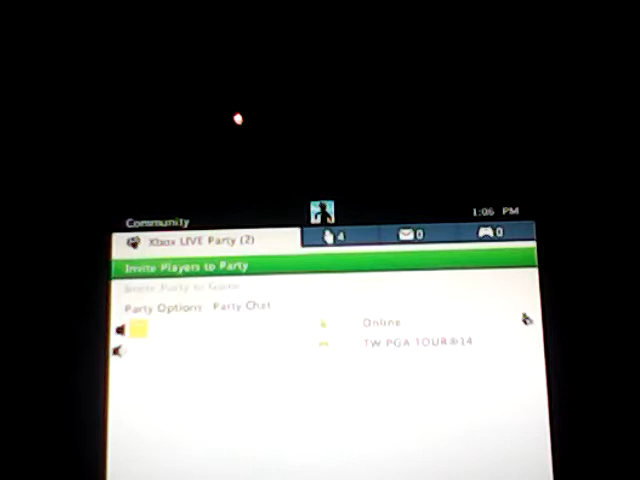 Community
1:06 PM
Xbox LIVE Party (2)
4
0
0
Invite Players to Party
Invite Party to Game
Party Options Party Chat
Online
TW PGA TOUR® 14